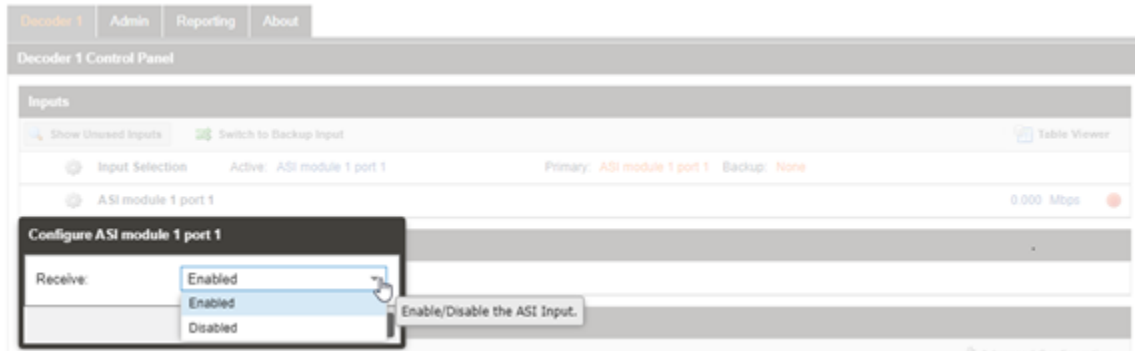 Decoder 1 Admin Reporting About
Decoder 1 Control Panel
Inputs
Show Unused Inputs Switch to Backup Input Table Viewer
Input Selection Active: ASI module 1 port 1 Primary: ASI module 1 port 1 Backup: None
ASI module 1 port 1 0.000 Mbps
Configure ASI module 1 port 1
Receive: Enabled
Enabled
Enable/Disable the ASI Input.
Disabled